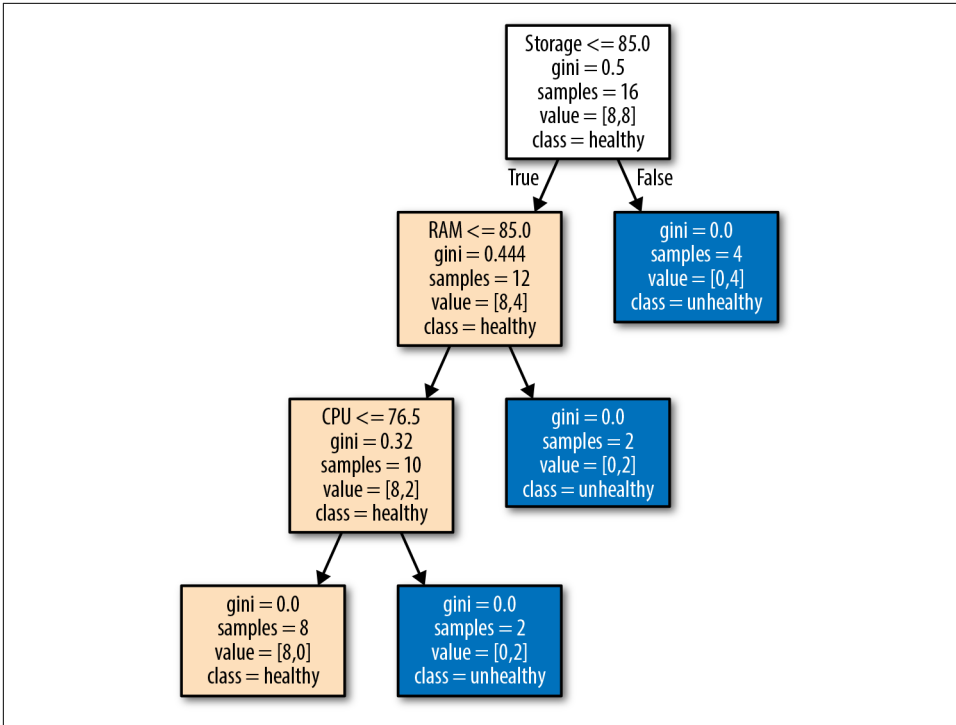 Storage <= 85.0
gini = 0.5
samples = 16
value = [8,8]
class = healthy
True
False
RAM <= 85.0
gini = 0.444
samples = 12
value = [8,4]
class = healthy
gini = 0.0
samples = 4
value = [0,4]
class = unhealthy
CPU <= 76.5
gini = 0.32
samples = 10
value = [8,2]
class = healthy
gini = 0.0
samples = 2
value = [0,2]
class = unhealthy
gini = 0.0
samples = 8
value = [8,0]
class = healthy
gini = 0.0
samples = 2
value = [0,2]
class = unhealthy